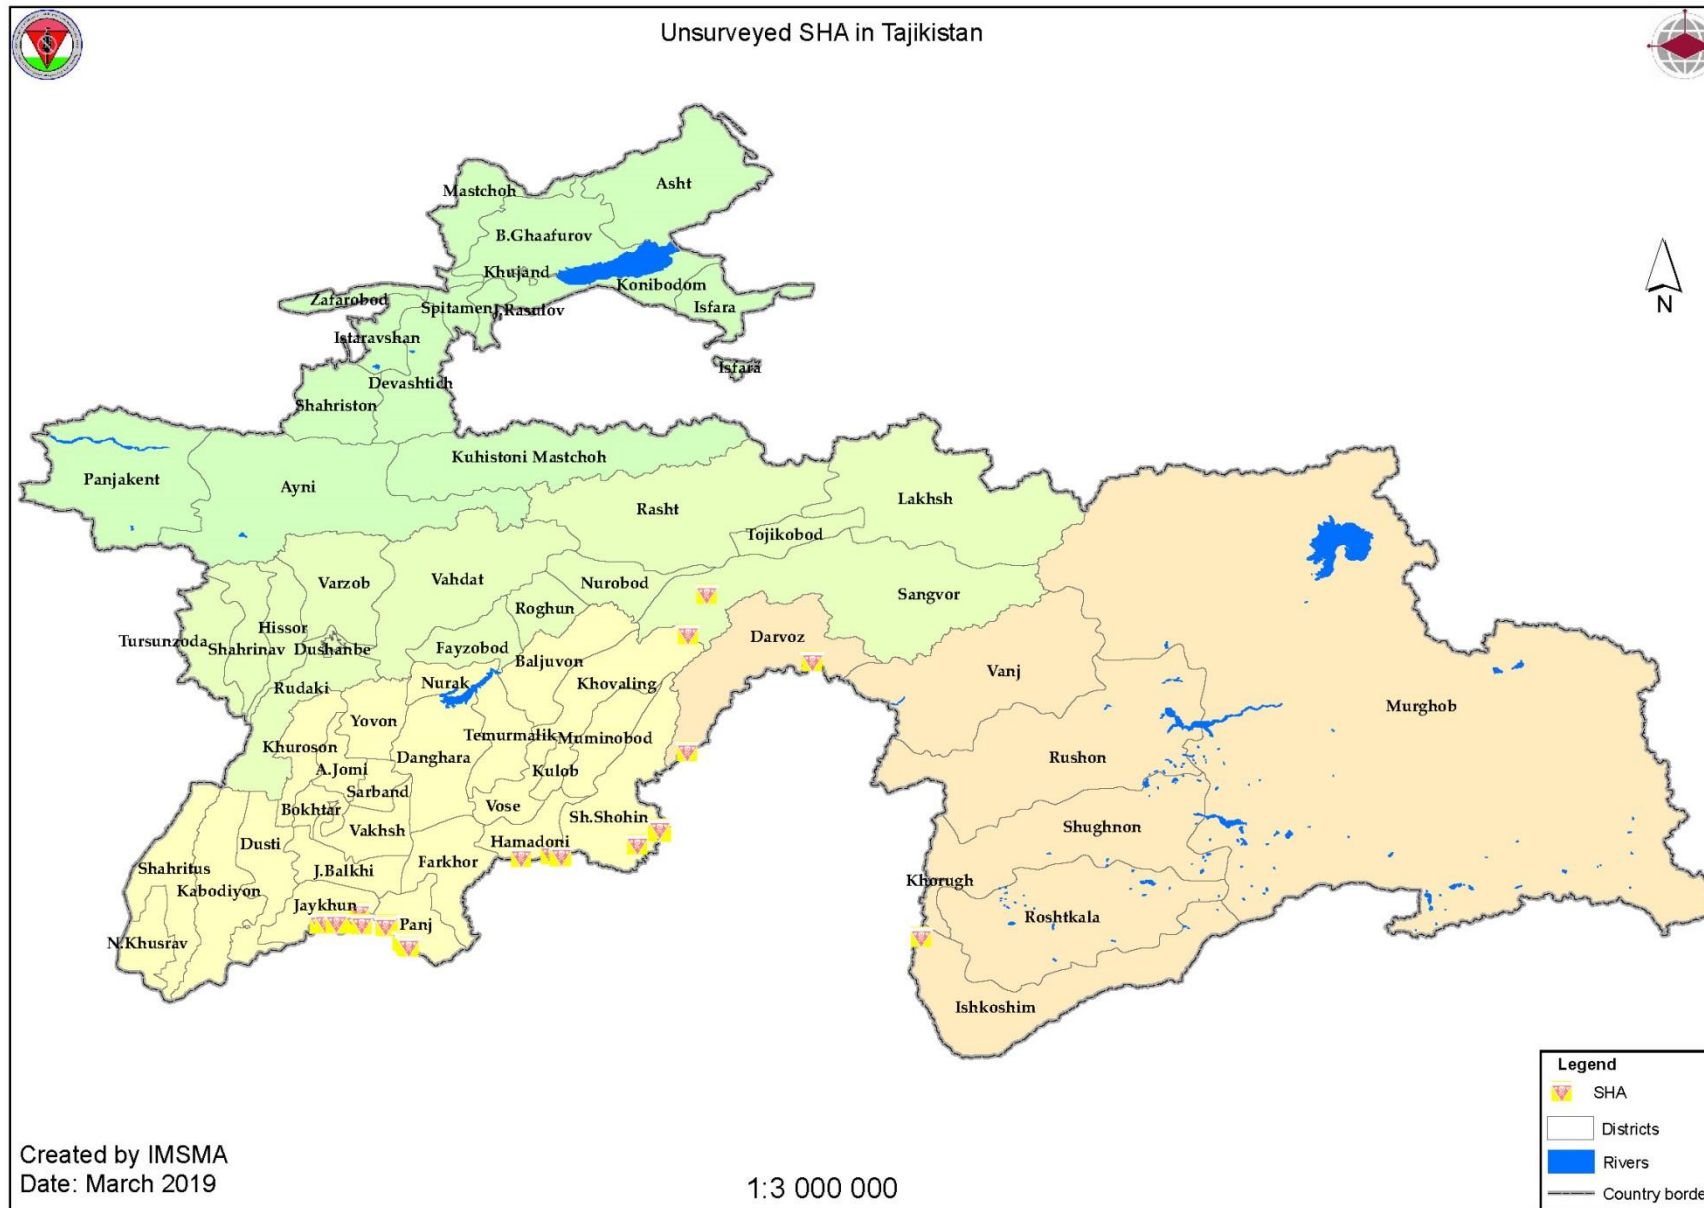 Unsurveyed SHA in Tajikistan
Asht
Mastchoh
B.Ghaafurov
Khujand
Konibodom
Zafarobod
Spitamen
J.Rasulov
Isfara
Istaravshan
Isfara
Devashtich
Shahriston
Kuhistoni Mastchoh
Panjakent
Ayni
Lakhsh
Rasht
Tojikobod
Varzob
Vahdat
Nurobod
Sangvor
Roghun
Hissor
Tursunzoda
Shahrinav
Dushanbe
Fayzobod
Darvoz
Baljuvon
Vanj
Nurak
Khovaling
Rudaki
Murghob
Yovon
Temurmalik
Muminobod
Khuroson
Danghara
Rushon
A.Jomi
Kulob
Sarband
Bokhtar
Vose
Sh.Shohin
Vakhsh
Shughnon
Dusti
Hamadoni
Farkhor
Shahritus
J.Balkhi
Khorugh
Kabodiyon
Jaykhun
Roshtkala
Panj
N.Khusrav
Ishkoshim
N
Legend
SHA
Districts
Rivers
Country borde
Created by IMSMA
Date: March 2019
1:3 000 000